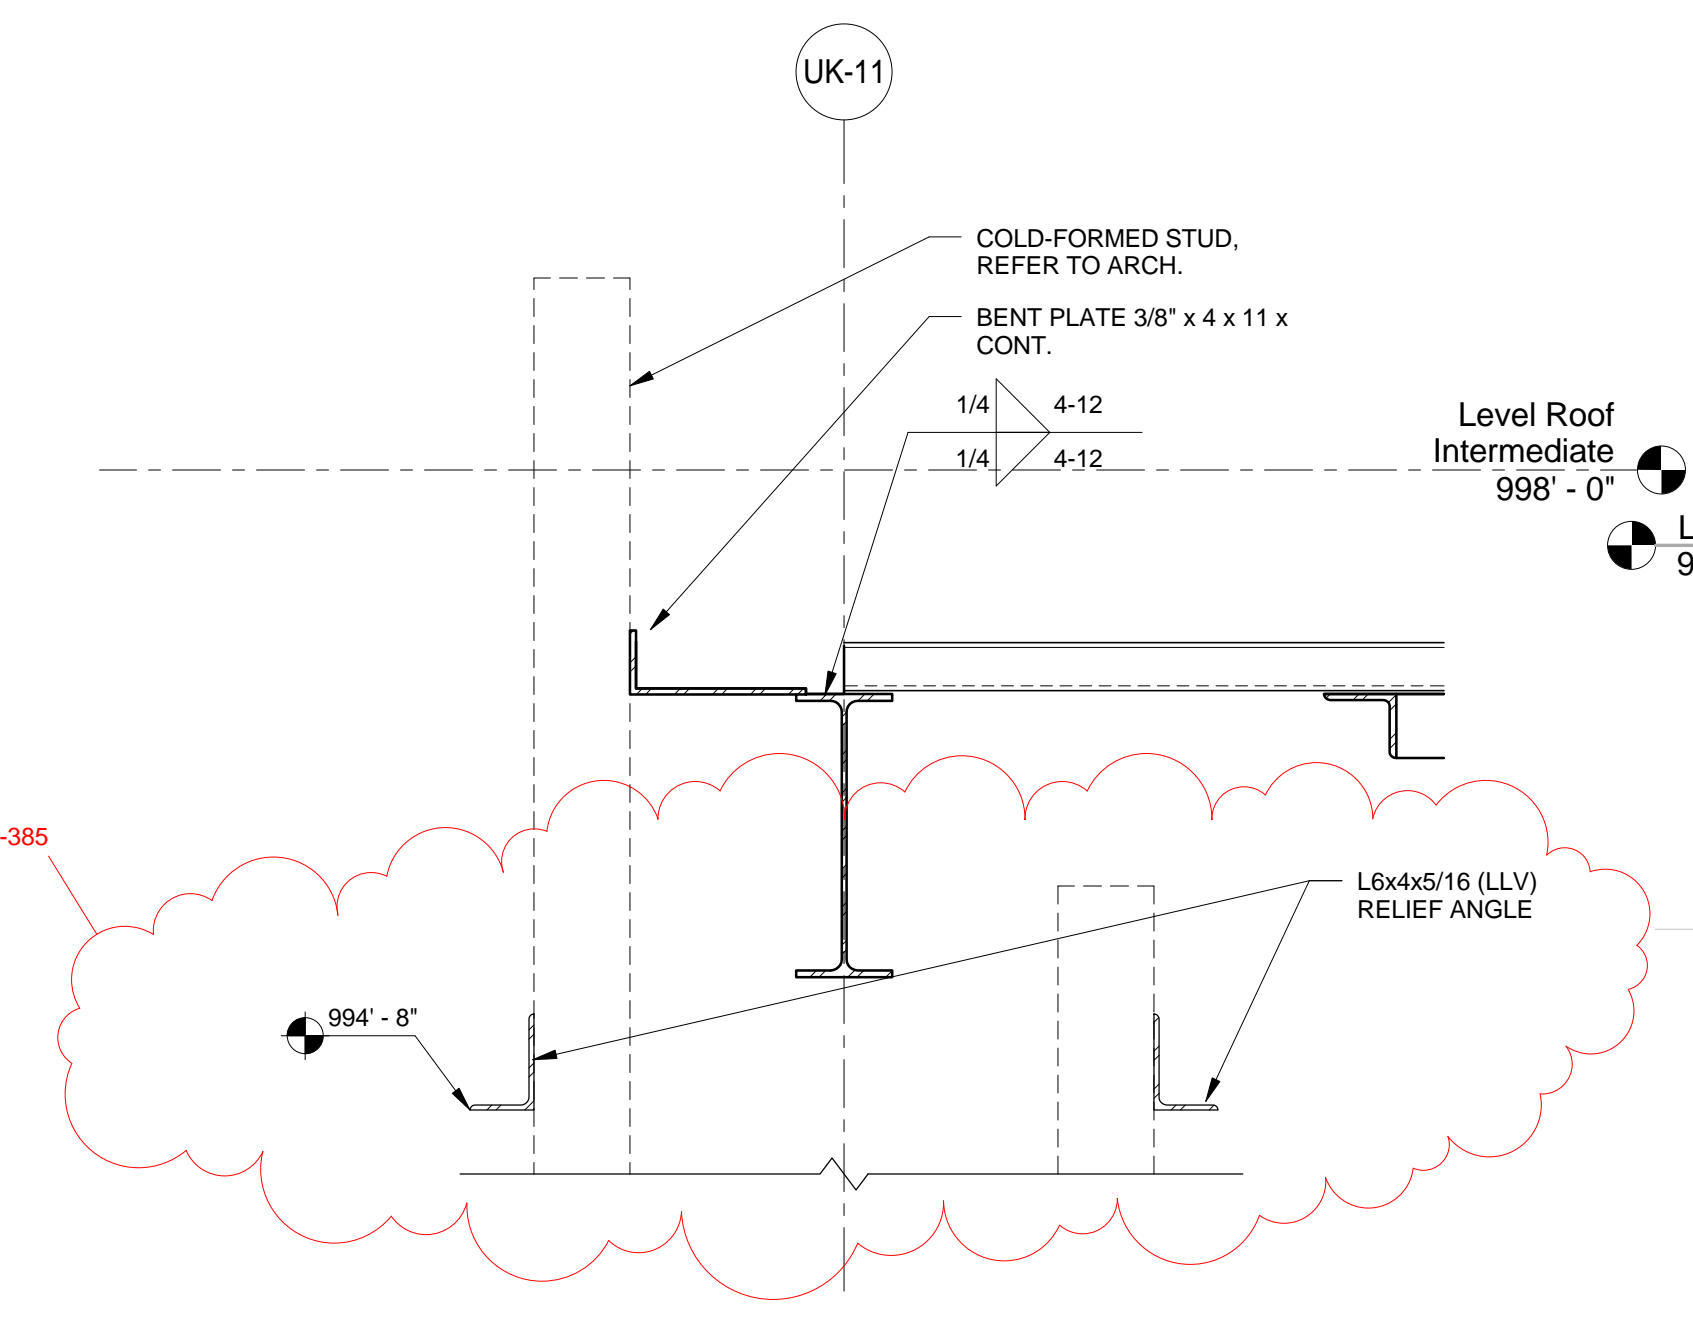 UK-11
COLD-FORMED STUD,
REFER TO ARCH.
BENT PLATE 3/8" x 4 x 11 x
CONT.
1/4 4-12
1/4 4-12
Level Roof
Intermediate
998' - 0"
L
9
-385
L6x4x5/16 (LLV)
RELIEF ANGLE
994' - 8"